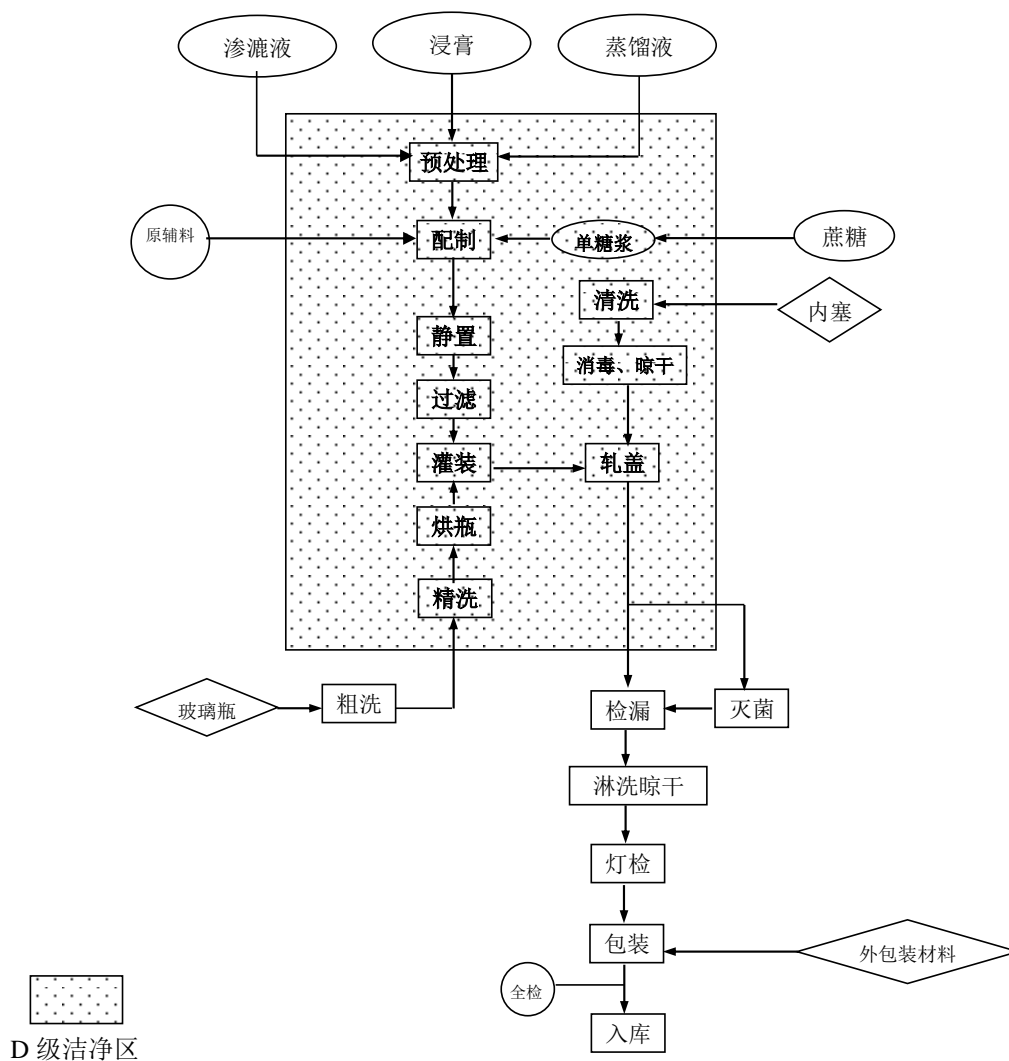 渗漉液
浸膏
蒸馏液
预处理
原辅料
配制
单糖浆
蔗糖
清洗
内塞
静置
消毒、晾干
过滤
灌装
轧盖
烘瓶
精洗
玻璃瓶
粗洗
检漏
灭菌
淋洗晾干
灯检
包装
外包装材料
全检
入库
D 级洁净区